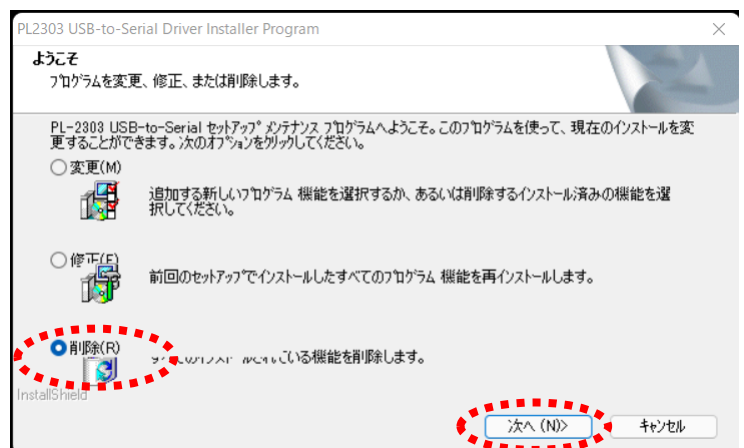 PL2303 USB-to-Serial Driver Installer Program
ようこそ
プログラムを変更、修正、または削除します。
PL-2303 USB-to-Serial セットアップ メンテナンス プログラムへようこそ。このプログラムを使って、現在のインストールを変
更することができます。次のオプションをクリックしてください。
変更(M)
追加する新しいプログラム 機能を選択するか、あるいは削除するインストール済みの機能を選
択してください。
修正(E)
前回のセットアップでインストールしたすべてのプログラム 機能を再インストールします。
削除(R)
いる機能を削除します。
InstallShield
次へ (N)>
キャンセル